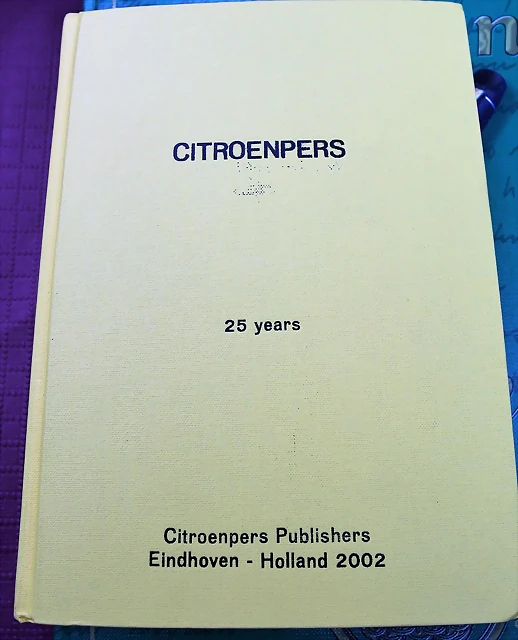 CITROENPERS
25 years
Citroenpers Publishers
Eindhoven - Holland 2002
n